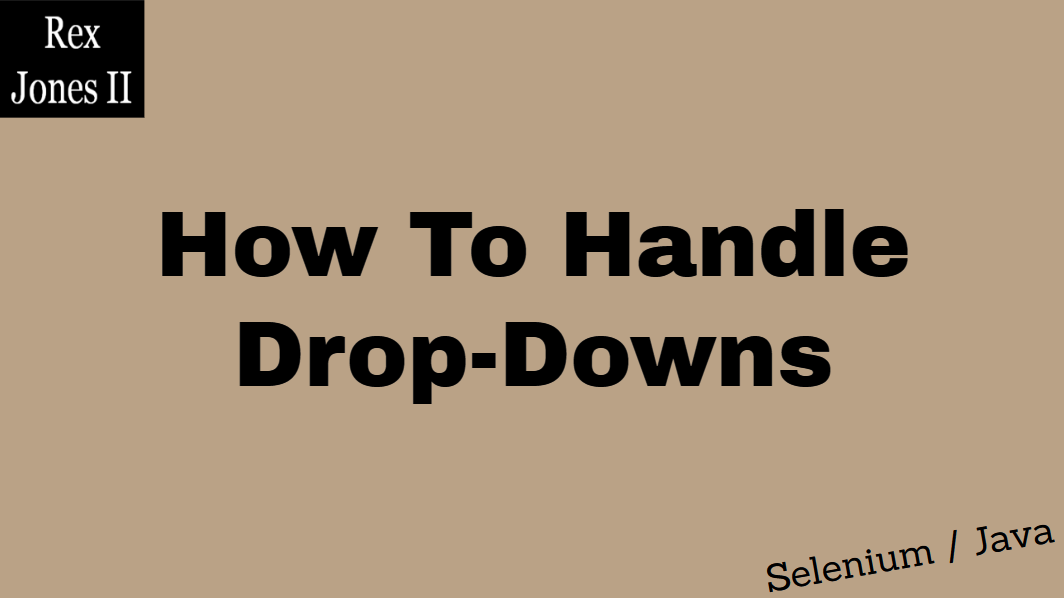 Rex
Jones II
How To Handle
Drop-Downs
Selenium / Java